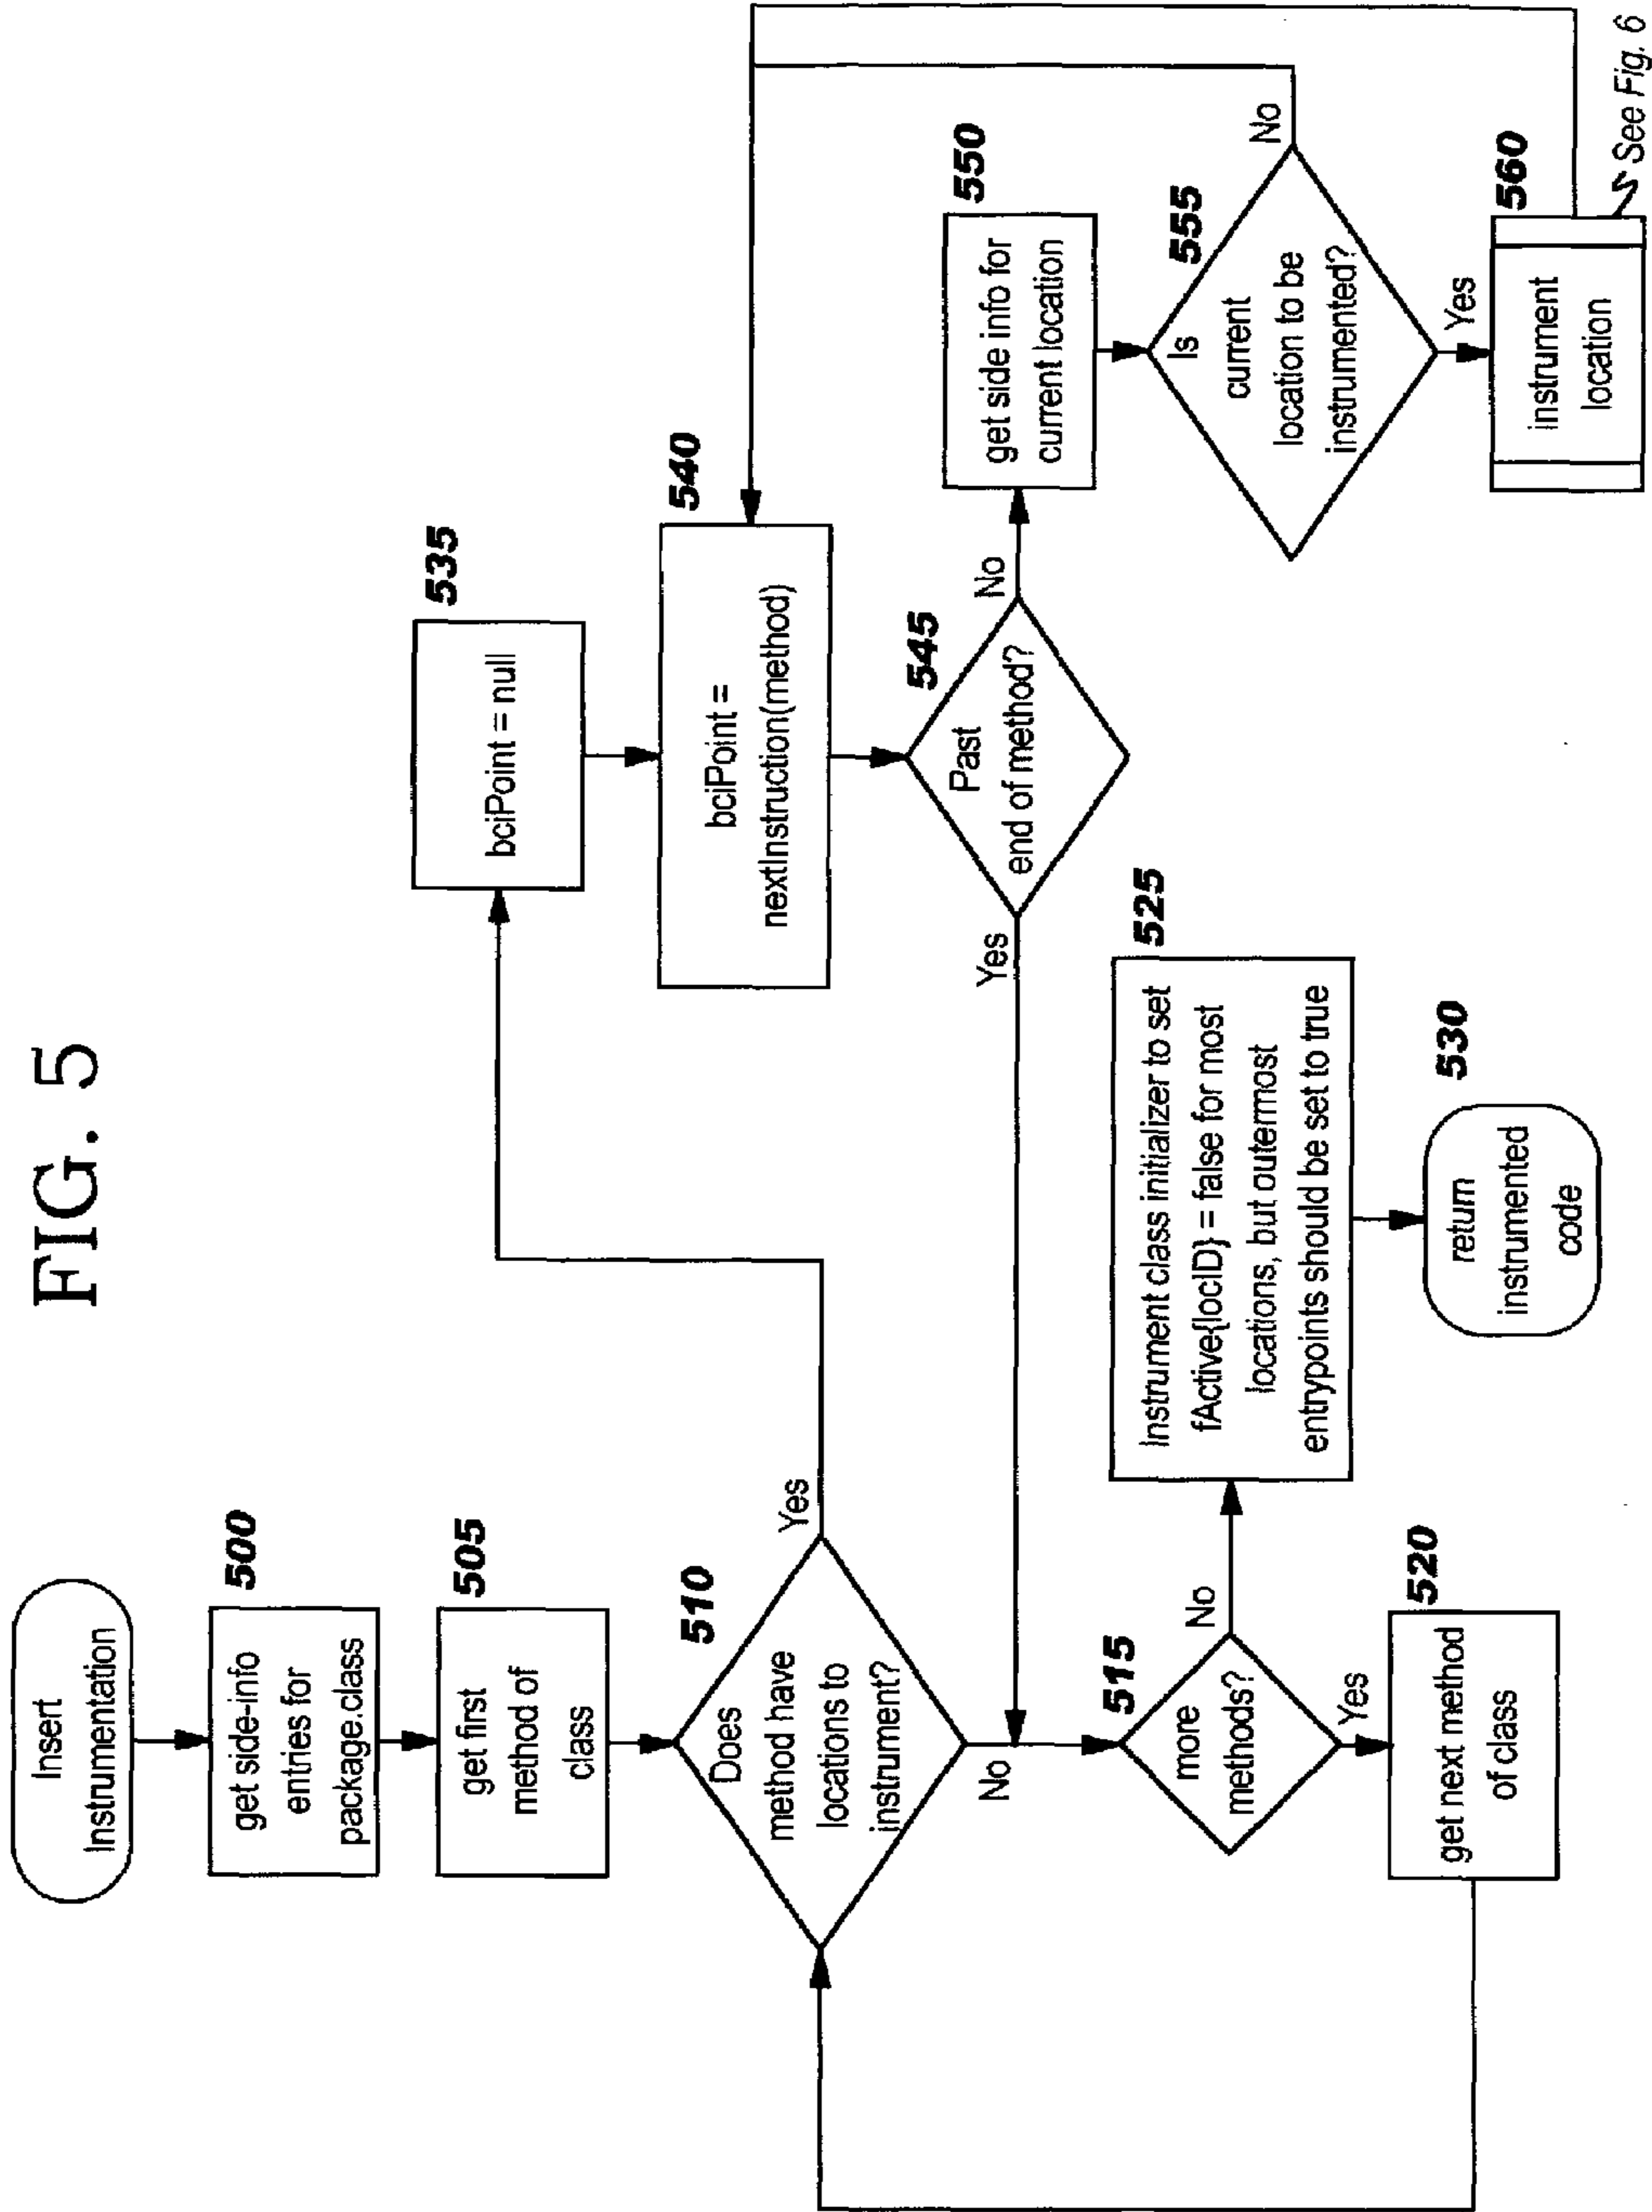 FIG. 5
Insert
Instrumentation
500
get side-info
entries for
package.class
505
get first
method of
class
510
Does
method have
locations to
instrument?
Yes
No
515
more
methods?
No
Yes
520
get next method
of class
525
Instrument class initializer to set
fActive{locID} = false for most
locations, but outermost
entrypoints should be set to true
530
return
instrumented
code
535
bciPoint = null
540
bciPoint =
nextInstruction(method)
545
Past
end of method?
Yes
No
550
get side info for
current location
555
Is
current
location to be
instrumented?
No
Yes
560
instrument
location
See Fig. 6